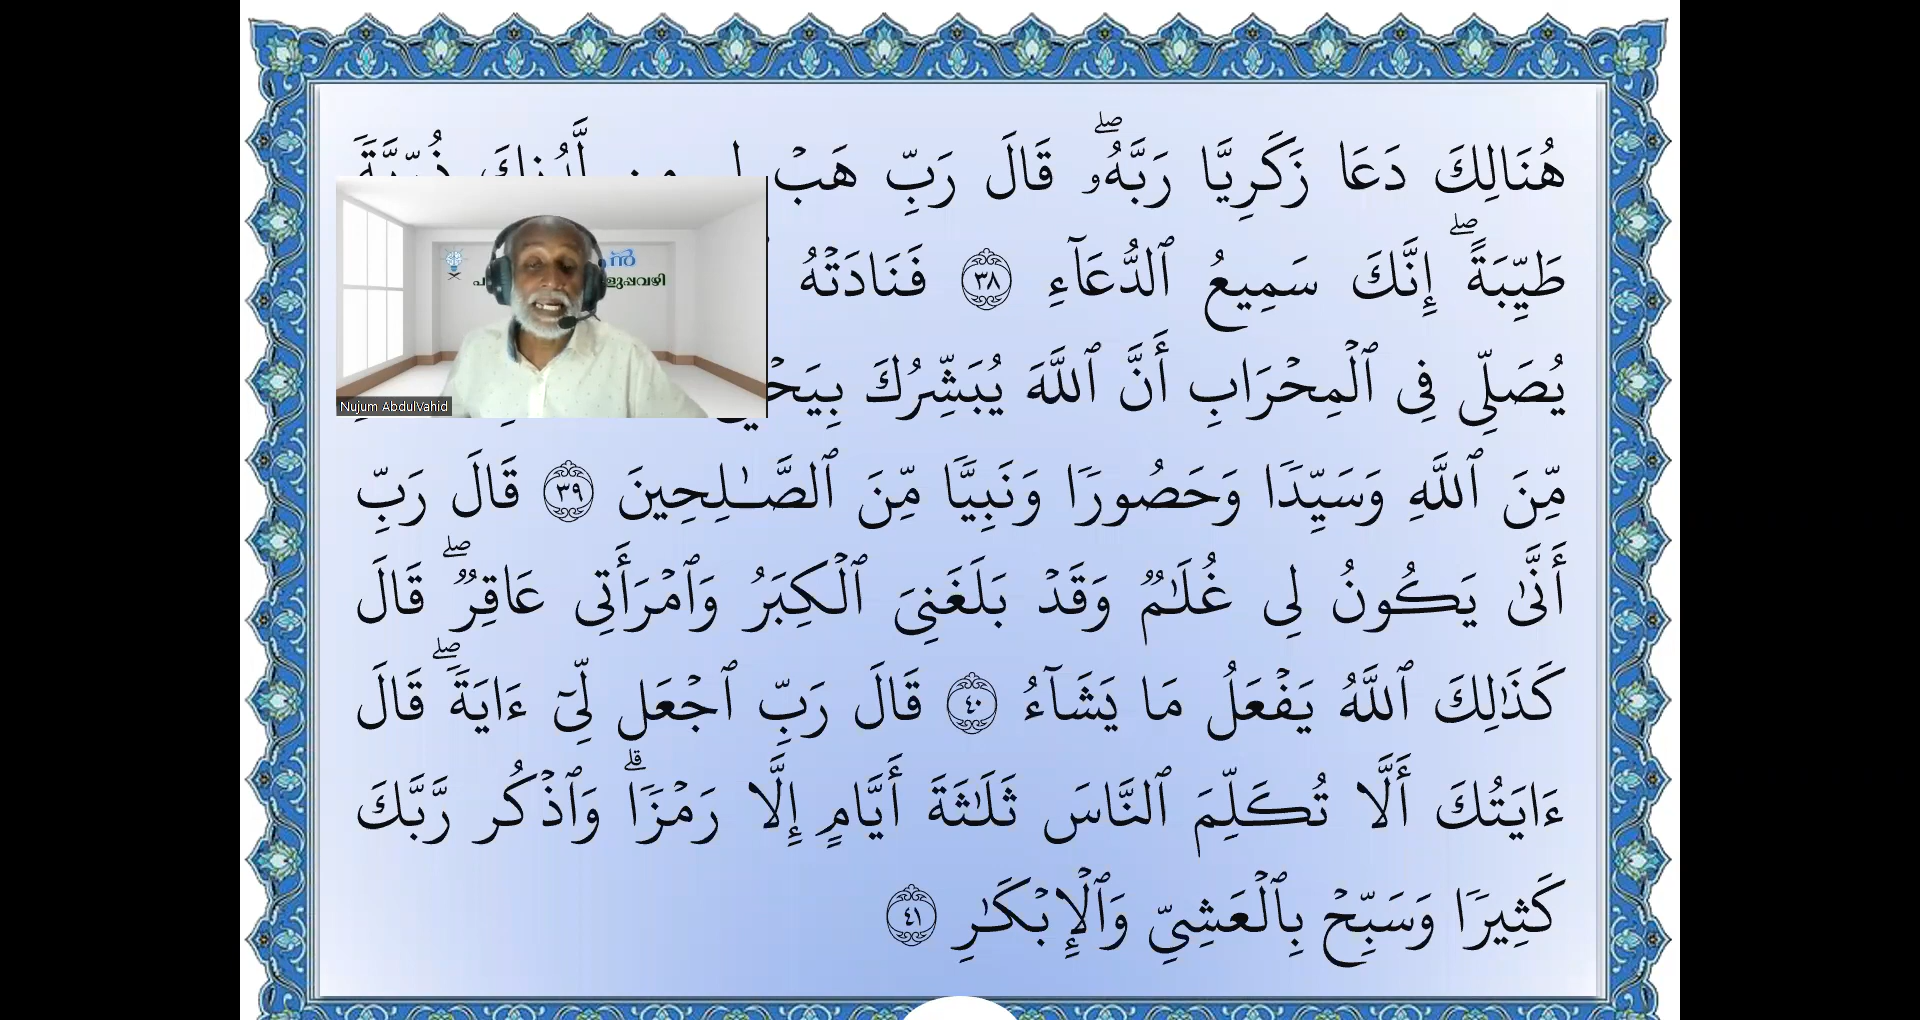 هُنَالِكَ دَعَا زَكَرِيَّا رَبَّهُۥۖ قَالَ رَبِّ هَبْ
طَيِّبَةًۖ إِنَّكَ سَمِيعُ ٱلدُّعَآءِ ٣٨ فَنَادَتْهُ
يُصَلِّى فِى ٱلْمِحْرَابِ أَنَّ ٱللَّهَ يُبَشِّرُكَ
مِّنَ ٱللَّهِ وَسَيِّدًا وَحَصُورًا وَنَبِيًّا مِّنَ ٱلصَّـٰلِحِينَ ٣٩ قَالَ رَبِّ
أَنَّىٰ يَكُونُ لِى غُلَـٰمٌ وَقَدْ بَلَغَنِىَ ٱلْكِبَرُ وَٱمْرَأَتِى عَاقِرٌۖ قَالَ
كَذَٰلِكَ ٱللَّهُ يَفْعَلُ مَا يَشَآءُ ٤٠ قَالَ رَبِّ ٱجْعَل لِّىٓ ءَايَةًۖ قَالَ
ءَايَتُكَ أَلَّا تُكَلِّمَ ٱلنَّاسَ ثَلَـٰثَةَ أَيَّامٍ إِلَّا رَمْزًاۗ وَٱذْكُر رَّبَّكَ
كَثِيرًا وَسَبِّحْ بِٱلْعَشِىِّ وَٱلْإِبْكَـٰرِ ٤١
Nujum AbdulVahid